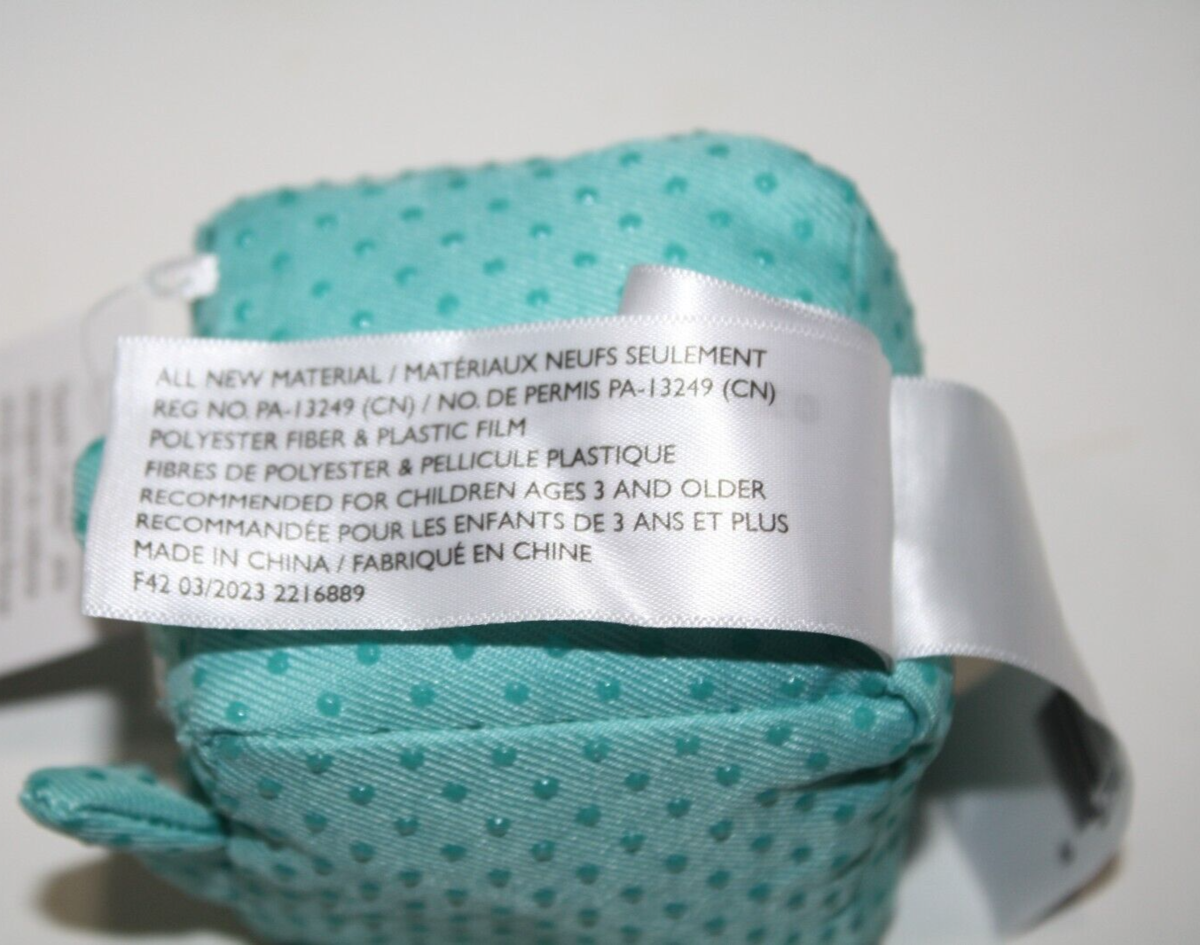 ALL NEW MATERIAL / MATÉRIAUX NEUFS SEULEMENT
REG NO. PA-13249 (CN) / NO. DE PERMIS PA-13249 (CN)
POLYESTER FIBER & PLASTIC FILM
FIBRES DE POLYESTER & PELLICULE PLASTIQUE
RECOMMENDED FOR CHILDREN AGES 3 AND OLDER
RECOMMANDÉE POUR LES ENFANTS DE 3 ANS ET PLUS
MADE IN CHINA / FABRIQUÉ EN CHINE
F42 03/2023 2216889